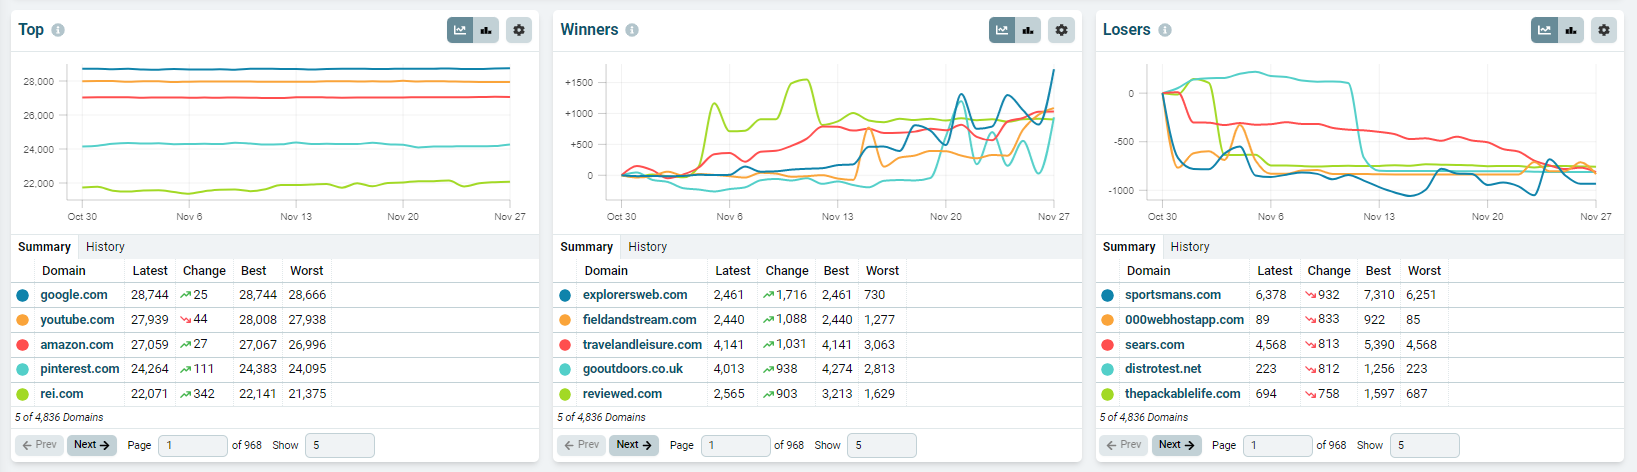 Top
28,000
26,000
24,000
22,000
Oct 30 Nov 6 Nov 13 Nov 20 Nov 27
Summary History
Domain Latest Change Best Worst
google.com 28,744 25 28,744 28,666
youtube.com 27,939 44 28,008 27,938
amazon.com 27,059 27 27,067 26,996
pinterest.com 24,264 111 24,383 24,095
rei.com 22,071 342 22,141 21,375
5 of 4,836 Domains
← Prev Next → Page 1 of 968 Show 5
Winners
+1500
+1000
+500
0
Oct 30 Nov 6 Nov 13 Nov 20 Nov 27
Summary History
Domain Latest Change Best Worst
explorersweb.com 2,461 1,716 2,461 730
fieldandstream.com 2,440 1,088 2,440 1,277
travelandleisure.com 4,141 1,031 4,141 3,063
gooutdoors.co.uk 4,013 938 4,274 2,813
reviewed.com 2,565 903 3,213 1,629
5 of 4,836 Domains
← Prev Next → Page 1 of 968 Show 5
Losers
0
-500
-1000
Oct 30 Nov 6 Nov 13 Nov 20 Nov 27
Summary History
Domain Latest Change Best Worst
sportsmans.com 6,378 932 7,310 6,251
000webhostapp.com 89 833 922 85
sears.com 4,568 813 5,390 4,568
distrotest.net 223 812 1,256 223
thepackablelife.com 694 758 1,597 687
5 of 4,836 Domains
← Prev Next → Page 1 of 968 Show 5